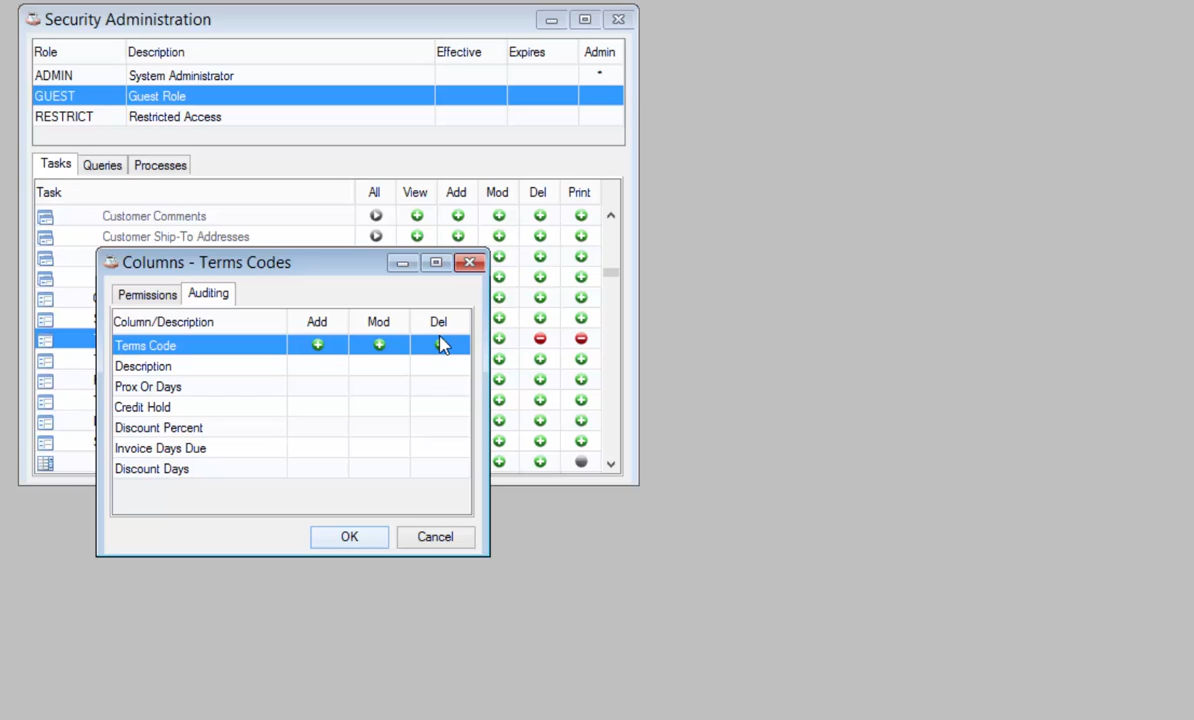 Security Administration
Role Description Effective Expires Admin
ADMIN System Administrator *
GUEST Guest Role
RESTRICT Restricted Access
Tasks Queries Processes
Task All View Add Mod Del Print
Customer Comments
Customer Ship-To Addresses
Columns - Terms Codes
Permissions Auditing
Column/Description Add Mod Del
Terms Code
Description
Prox Or Days
Credit Hold
Discount Percent
Invoice Days Due
Discount Days
OK Cancel